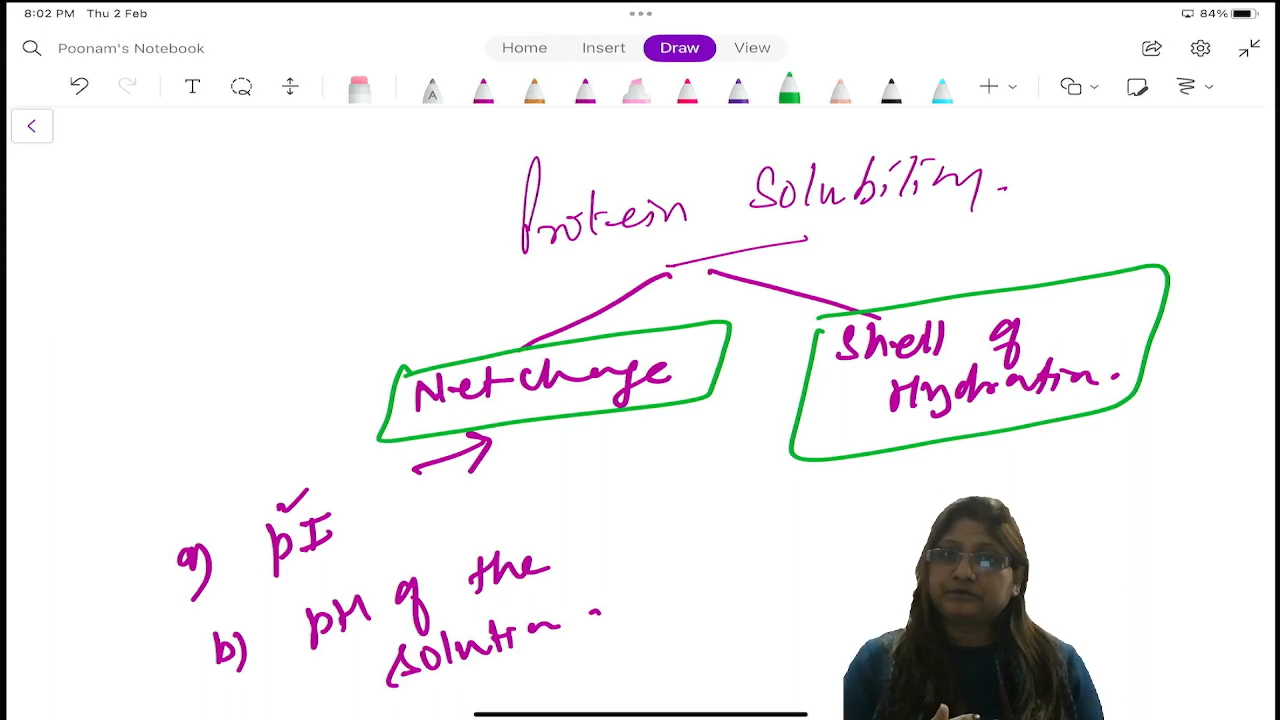 8:02 PM Thu 2 Feb
84%
Poonam's Notebook
Home Insert Draw View
T
A
Protein Solubility.
Net charge
Shell of
Hydration.
a) pI
b) pH of the
solution.